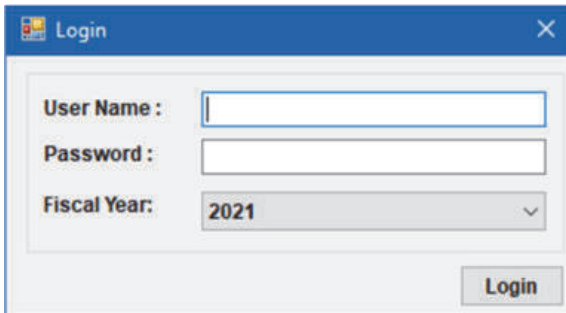 Login
User Name :
Password :
Fiscal Year: 2021
Login